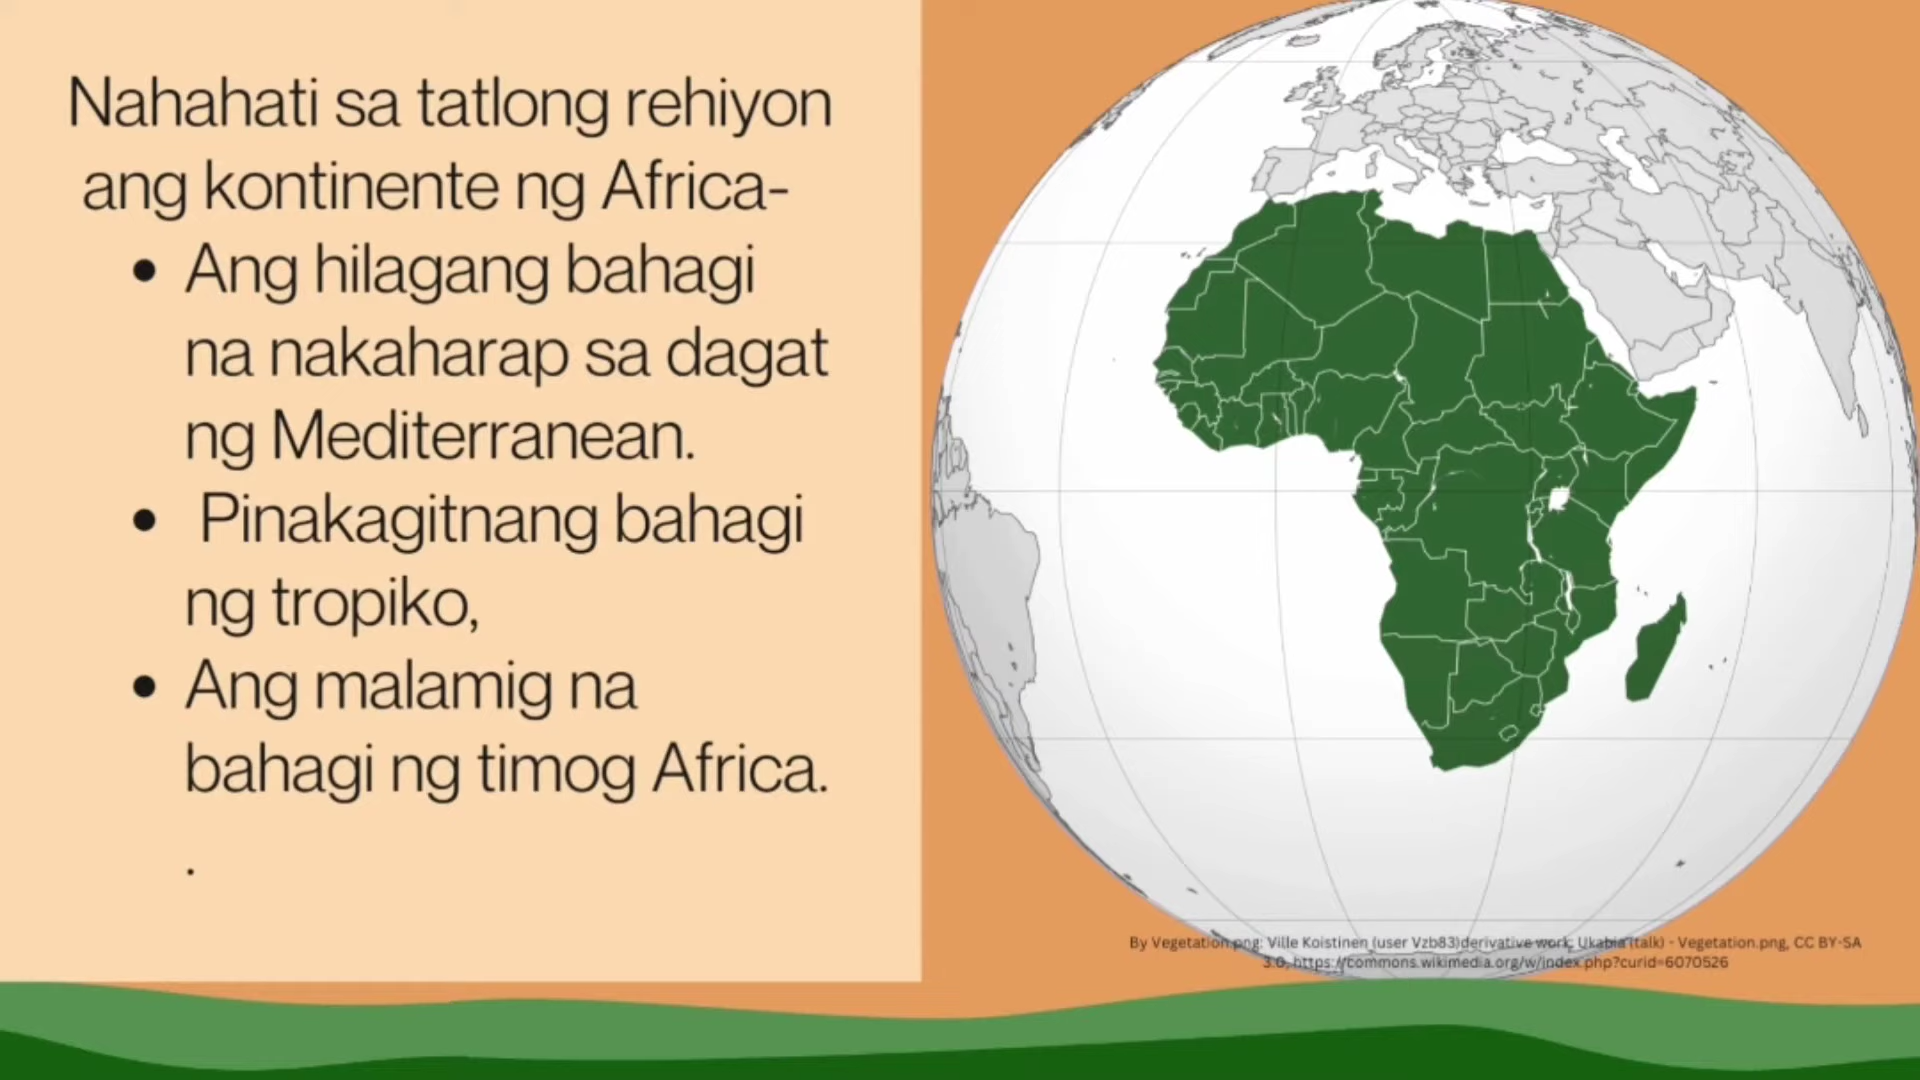 Nahahati sa tatlong rehiyon
ang kontinente ng Africa-
• Ang hilagang bahagi
na nakaharap sa dagat
ng Mediterranean.
• Pinakagitnang bahagi
ng tropiko,
• Ang malamig na
bahagi ng timog Africa.
.
By Vegetation.png: Ville Koistinen (user Vzb83)derivative work: Ukabia (talk) - Vegetation.png, CC BY-SA
3.0, https://commons.wikimedia.org/w/index.php?curid=6070526